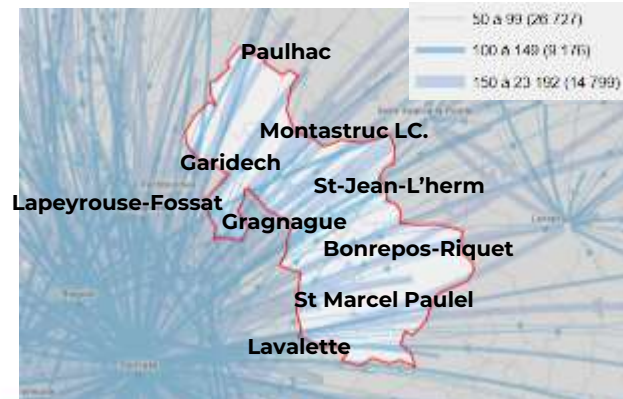 50 à 99 (26 727)
100 à 149 (9 176)
150 à 23 192 (14 799)
Paulhac
Montastruc LC.
Garidech
St-Jean-L'herm
Lapeyrouse-Fossat
Gragnague
Bonrepos-Riquet
St Marcel Paulel
Lavalette